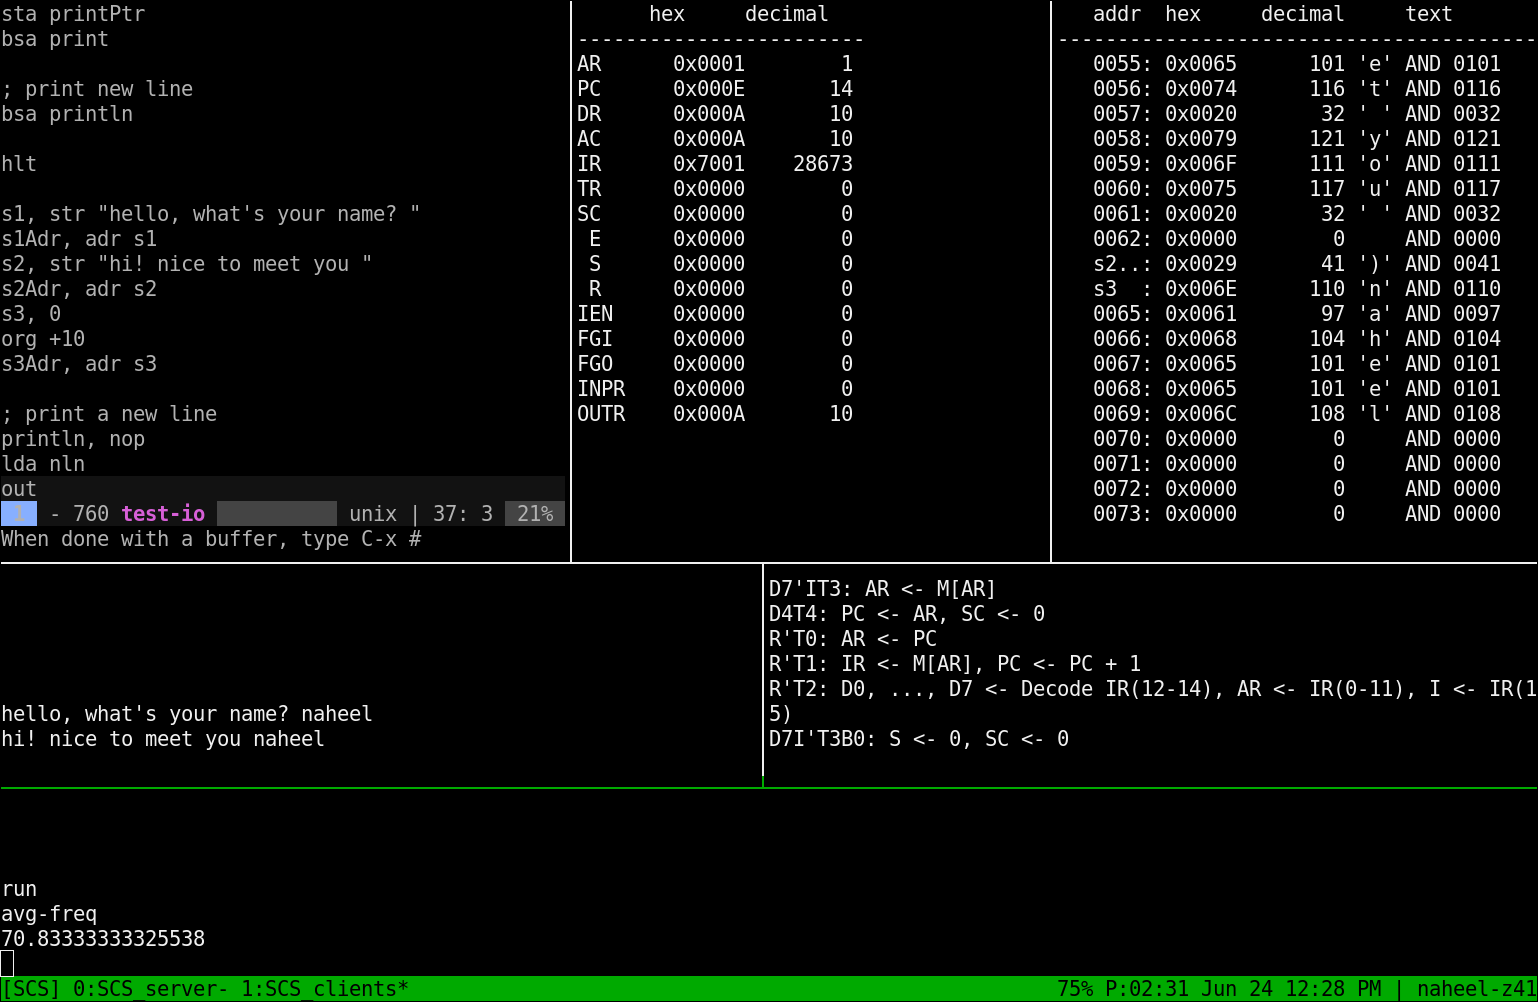 sta printPtr
bsa print
; print new line
bsa println
hlt
s1, str "hello, what's your name? "
s1Adr, adr s1
s2, str "hi! nice to meet you "
s2Adr, adr s2
s3, 0
org +10
s3Adr, adr s3
; print a new line
println, nop
lda nln
out
1 - 760 test-io unix | 37: 3 21%
When done with a buffer, type C-x #
hex decimal
------------------------
AR 0x0001 1
PC 0x000E 14
DR 0x000A 10
AC 0x000A 10
IR 0x7001 28673
TR 0x0000 0
SC 0x0000 0
E 0x0000 0
S 0x0000 0
R 0x0000 0
IEN 0x0000 0
FGI 0x0000 0
FGO 0x0000 0
INPR 0x0000 0
OUTR 0x000A 10
addr hex decimal text
----------------------------------------
0055: 0x0065 101 'e' AND 0101
0056: 0x0074 116 't' AND 0116
0057: 0x0020 32 ' ' AND 0032
0058: 0x0079 121 'y' AND 0121
0059: 0x006F 111 'o' AND 0111
0060: 0x0075 117 'u' AND 0117
0061: 0x0020 32 ' ' AND 0032
0062: 0x0000 0 AND 0000
s2..: 0x0029 41 ')' AND 0041
s3 : 0x006E 110 'n' AND 0110
0065: 0x0061 97 'a' AND 0097
0066: 0x0068 104 'h' AND 0104
0067: 0x0065 101 'e' AND 0101
0068: 0x0065 101 'e' AND 0101
0069: 0x006C 108 'l' AND 0108
0070: 0x0000 0 AND 0000
0071: 0x0000 0 AND 0000
0072: 0x0000 0 AND 0000
0073: 0x0000 0 AND 0000
hello, what's your name? naheel
hi! nice to meet you naheel
D7'IT3: AR <- M[AR]
D4T4: PC <- AR, SC <- 0
R'T0: AR <- PC
R'T1: IR <- M[AR], PC <- PC + 1
R'T2: D0, ..., D7 <- Decode IR(12-14), AR <- IR(0-11), I <- IR(1
5)
D7I'T3B0: S <- 0, SC <- 0
run
avg-freq
70.83333333325538
[SCS] 0:SCS_server- 1:SCS_clients* 75% P:02:31 Jun 24 12:28 PM | naheel-z41